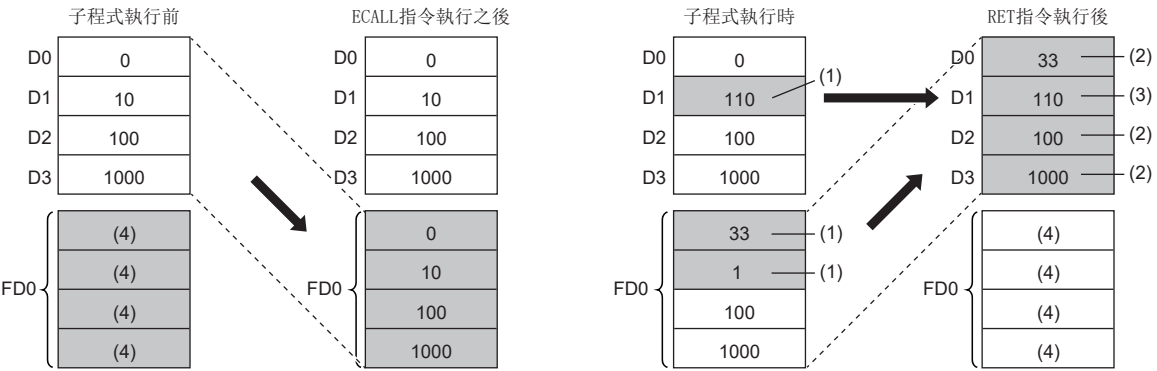 子程式執行前
D0 0
D1 10
D2 100
D3 1000
FD0
(4)
(4)
(4)
(4)
ECALL指令執行之後
D0 0
D1 10
D2 100
D3 1000
FD0
0
10
100
1000
子程式執行時
D0 0
D1 110 (1)
D2 100
D3 1000
FD0
33 (1)
1 (1)
100
1000
RET指令執行後
D0 33 (2)
D1 110 (3)
D2 100 (2)
D3 1000 (2)
FD0
(4)
(4)
(4)
(4)